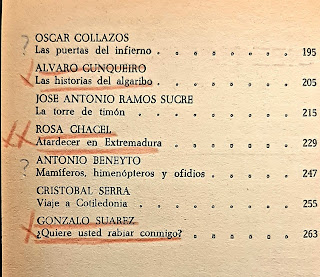 ? OSCAR COLLAZOS
Las puertas del infierno . . . . . . . . 195
ALVARO CUNQUEIRO
Las historias del algaribo . . . . . . . 205
JOSE ANTONIO RAMOS SUCRE
La torre de timón . . . . . . . . . . 215
ROSA CHACEL
Atardecer en Extremadura . . . . . . . 229
? ANTONIO BENEYTO
Mamíferos, himenópteros y ofidios . . . . . 247
CRISTOBAL SERRA
Viaje a Cotiledonia . . . . . . . . . 255
GONZALO SUAREZ
¿Quiere usted rabiar conmigo? . . . . . . 263